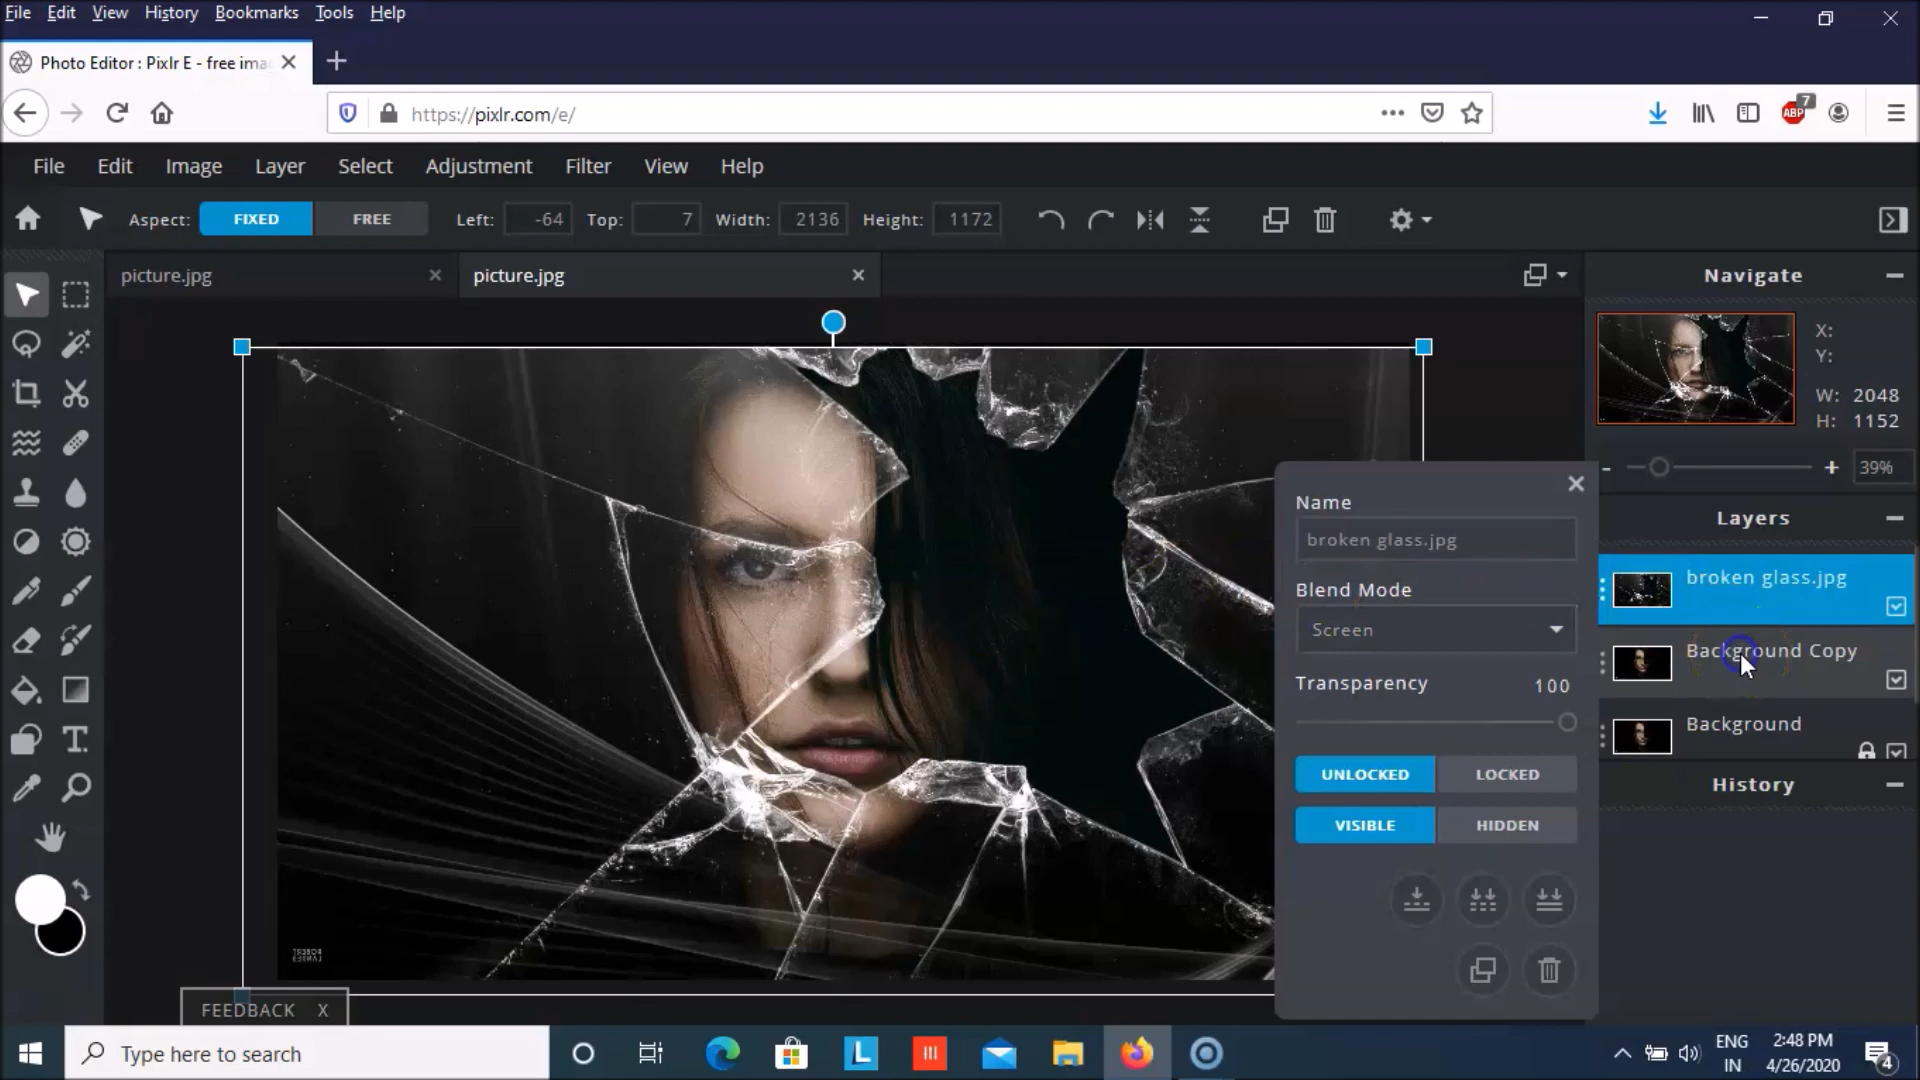 File Edit View History Bookmarks Tools Help
Photo Editor : Pixlr E - free ima
https://pixlr.com/e/
ABP 7
File Edit Image Layer Select Adjustment Filter View Help
Aspect: FIXED FREE Left: -64 Top: 7 Width: 2136 Height: 1172
picture.jpg picture.jpg
Navigate
X:
Y:
W: 2048
H: 1152
- + 39%
Layers
broken glass.jpg
Background Copy
Background
History
Name
broken glass.jpg
Blend Mode
Screen
Transparency 100
UNLOCKED LOCKED
VISIBLE HIDDEN
T.
FEEDBACK X
Type here to search
L
ENG
IN
2:48 PM
4/26/2020
4